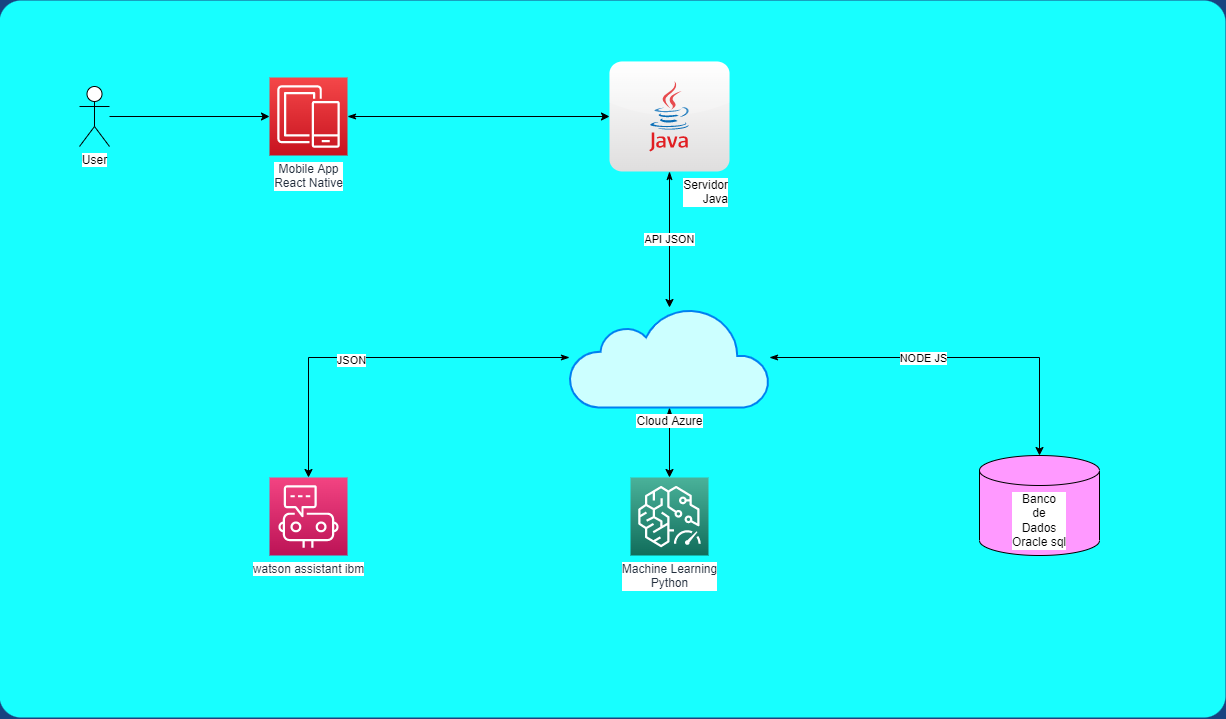 Java
User
Mobile App
React Native
Servidor
Java
API JSON
JSON
NODE JS
Cloud Azure
Banco
de
Dados
Oracle sql
watson assistant ibm
Machine Learning
Python